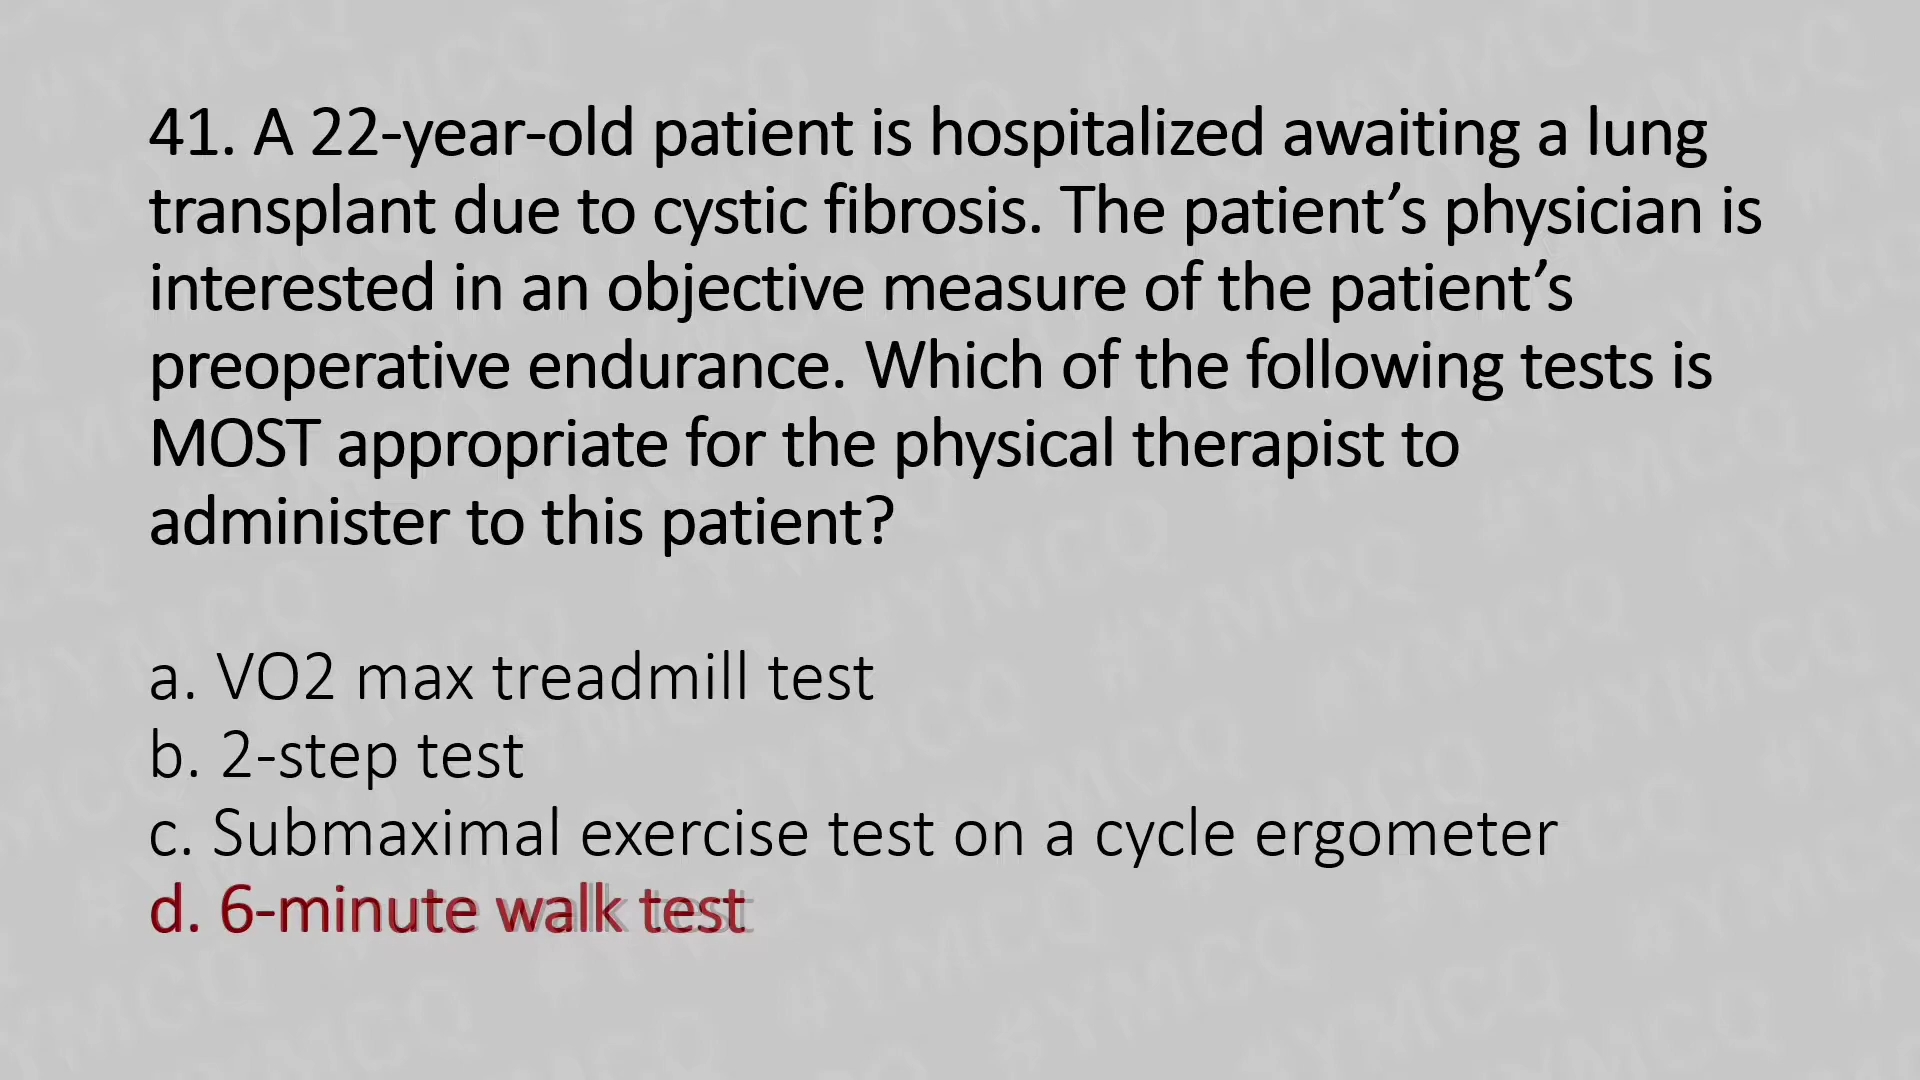 41. A 22-year-old patient is hospitalized awaiting a lung
transplant due to cystic fibrosis. The patient’s physician is
interested in an objective measure of the patient’s
preoperative endurance. Which of the following tests is
MOST appropriate for the physical therapist to
administer to this patient?
a. VO2 max treadmill test
b. 2-step test
c. Submaximal exercise test on a cycle ergometer
d. 6-minute walk test